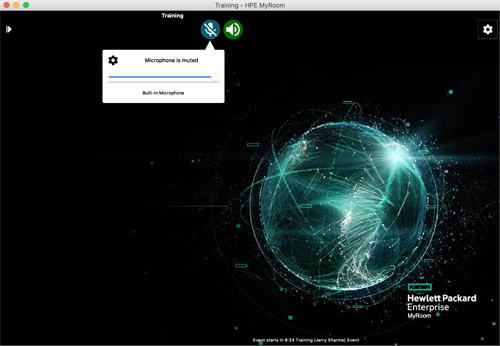 Training - HPE MyRoom
Training
Microphone is muted
Built-in Microphone
Hewlett Packard
Enterprise
MyRoom
Event starts in 9:24 Training (Jerry Sharma) Event